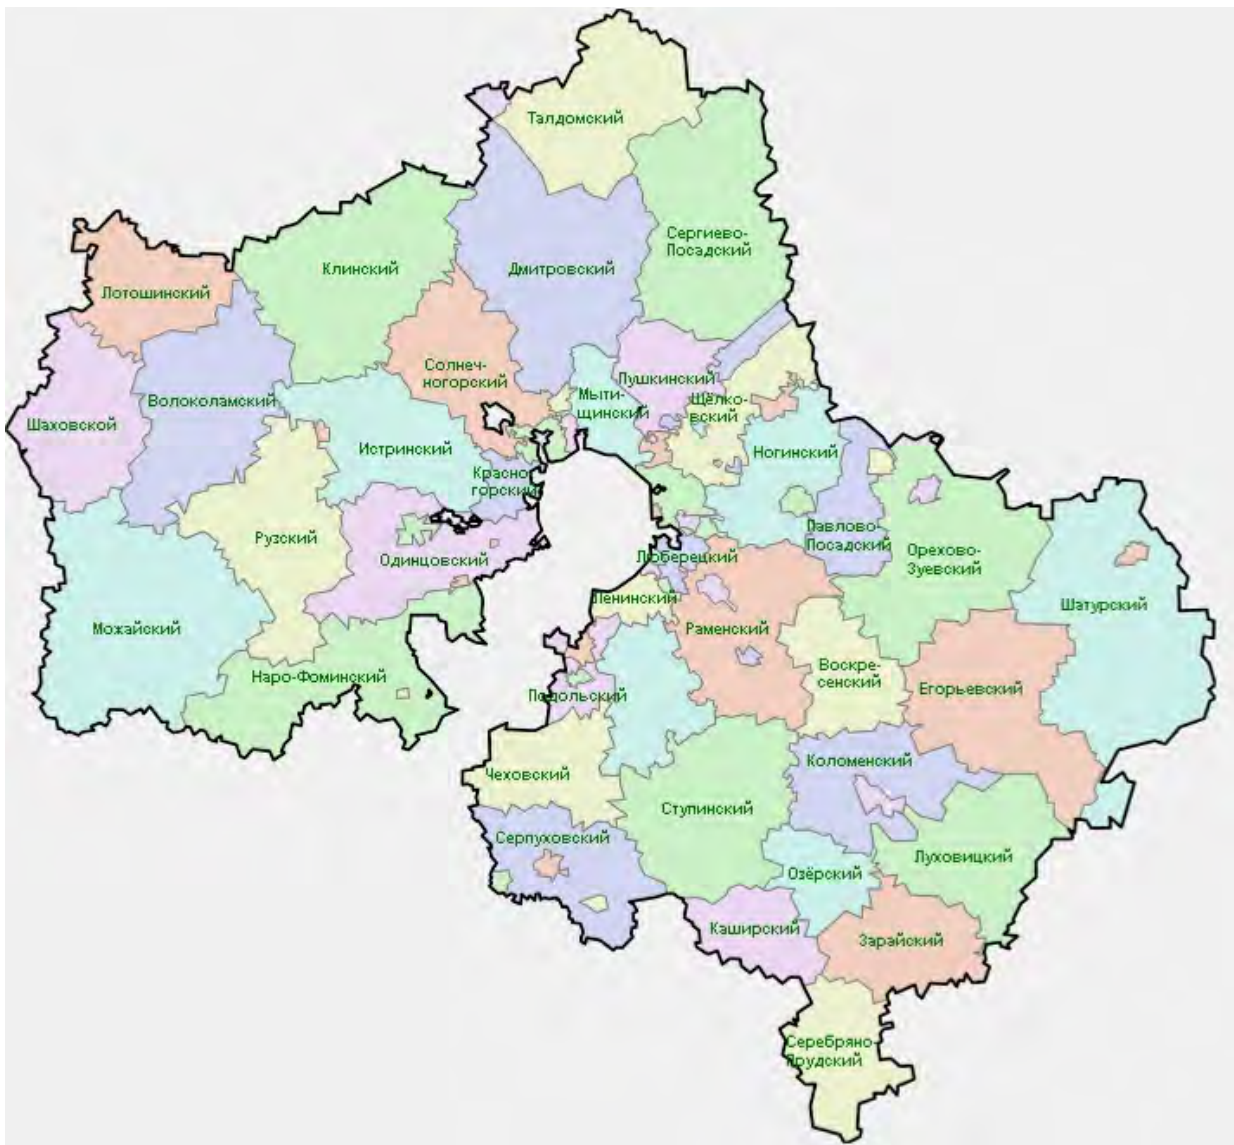 Талдомский
Сергиево-
Посадский
Клинский
Дмитровский
Лотошинский
Солнеч-
ногорский
Пушкинский
Мыти-
щинский
Щёлко-
вский
Волоколамский
Шаховской
Истринский
Ногинский
Красно
горский
Павлово-
Посадский
Рузский
Одинцовский
Орехово-
Зуевский
Люберецкий
Ленинский
Шатурский
Можайский
Раменский
Наро-Фоминский
Воскре-
сенский
Егорьевский
Подольский
Коломенский
Чеховский
Ступинский
Серпуховский
Луховицкий
Озёрский
Каширский
Зарайский
Серебряно-
Прудский